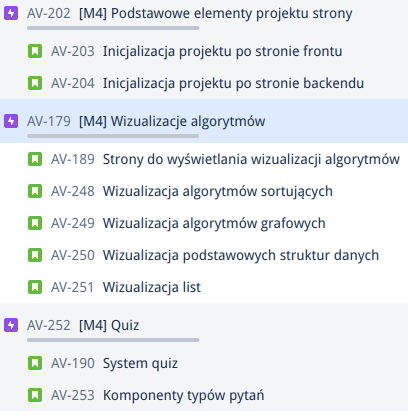 AV-202 [M4] Podstawowe elementy projektu strony
AV-203 Inicjalizacja projektu po stronie frontu
AV-204 Inicjalizacja projektu po stronie backendu
AV-179 [M4] Wizualizacje algorytmów
AV-189 Strony do wyświetlania wizualizacji algorytmów
AV-248 Wizualizacja algorytmów sortujących
AV-249 Wizualizacja algorytmów grafowych
AV-250 Wizualizacja podstawowych struktur danych
AV-251 Wizualizacja list
AV-252 [M4] Quiz
AV-190 System quiz
AV-253 Komponenty typów pytań